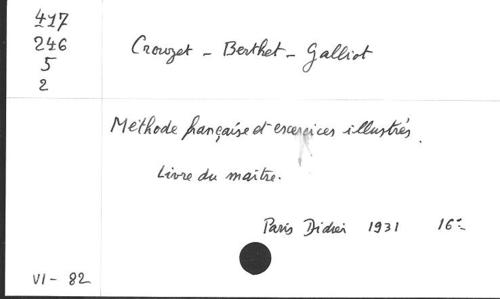 417
246
5
2
Crouzet - Berthet - Galliot
Méthode française et exercices illustrés.
Livre du maître.
Paris Didier 1931 16°
VI - 82